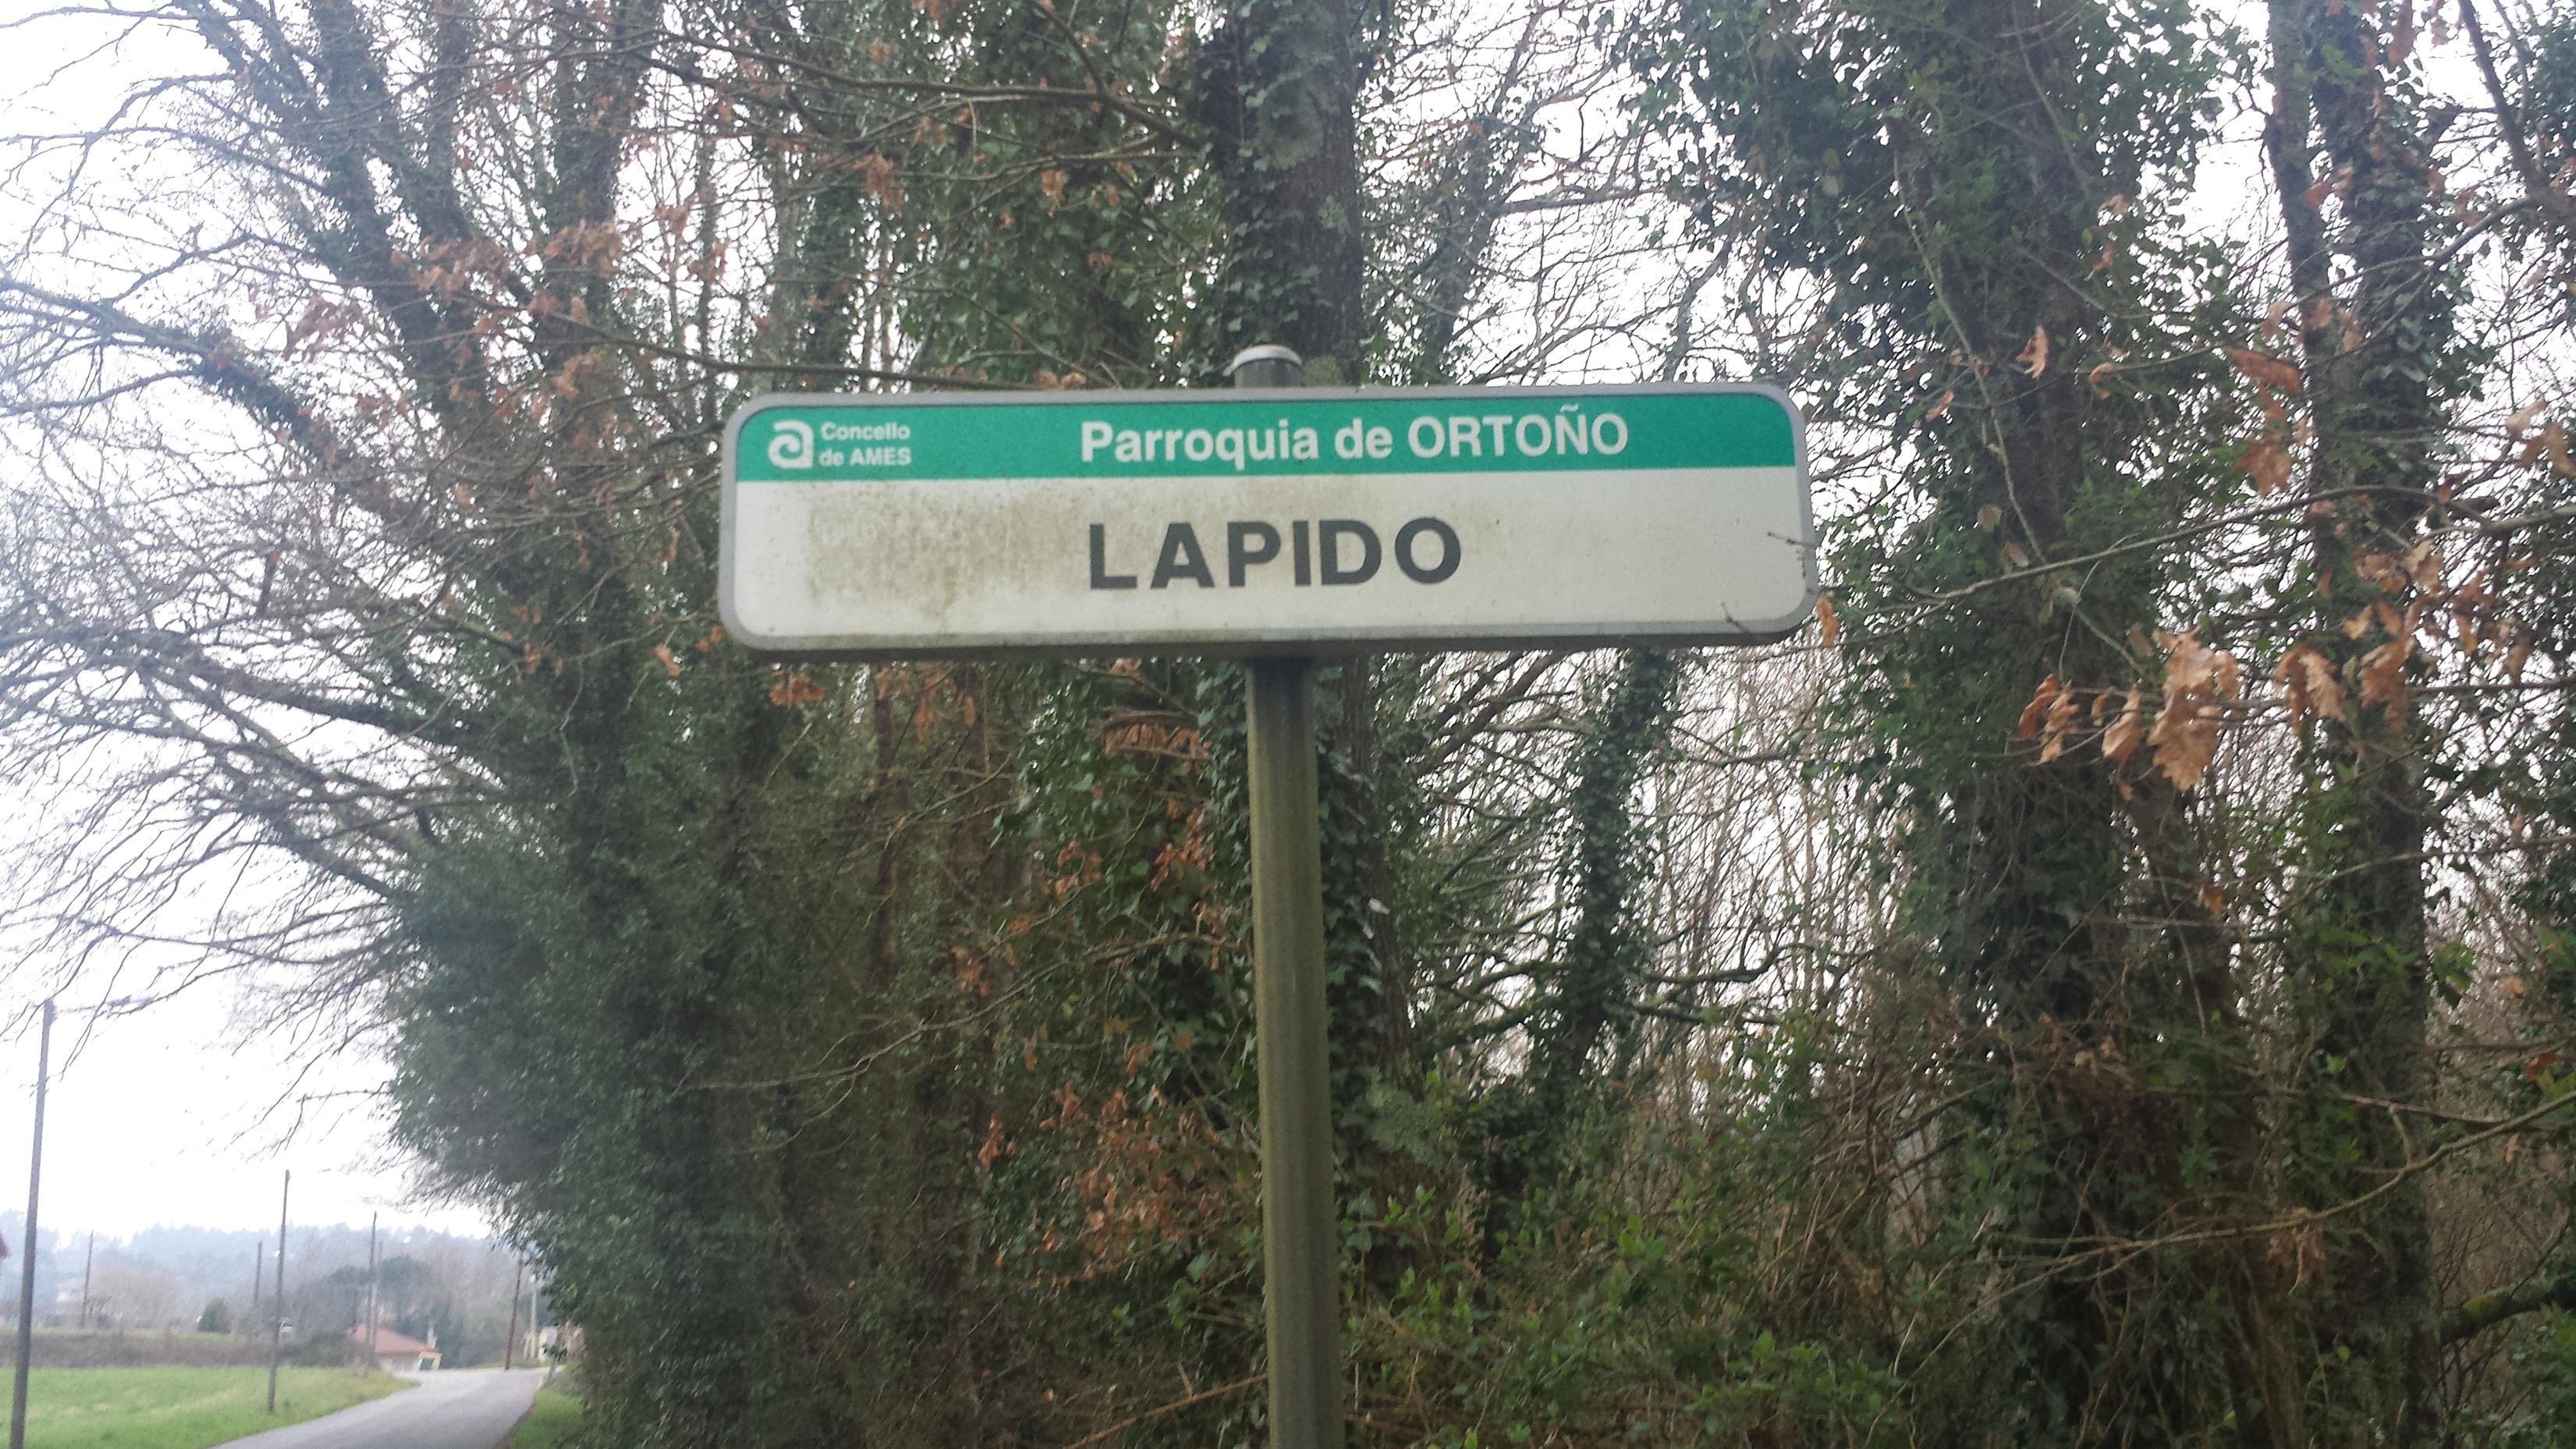 Concello
de AMES
Parroquia de ORTOÑO
LAPIDO